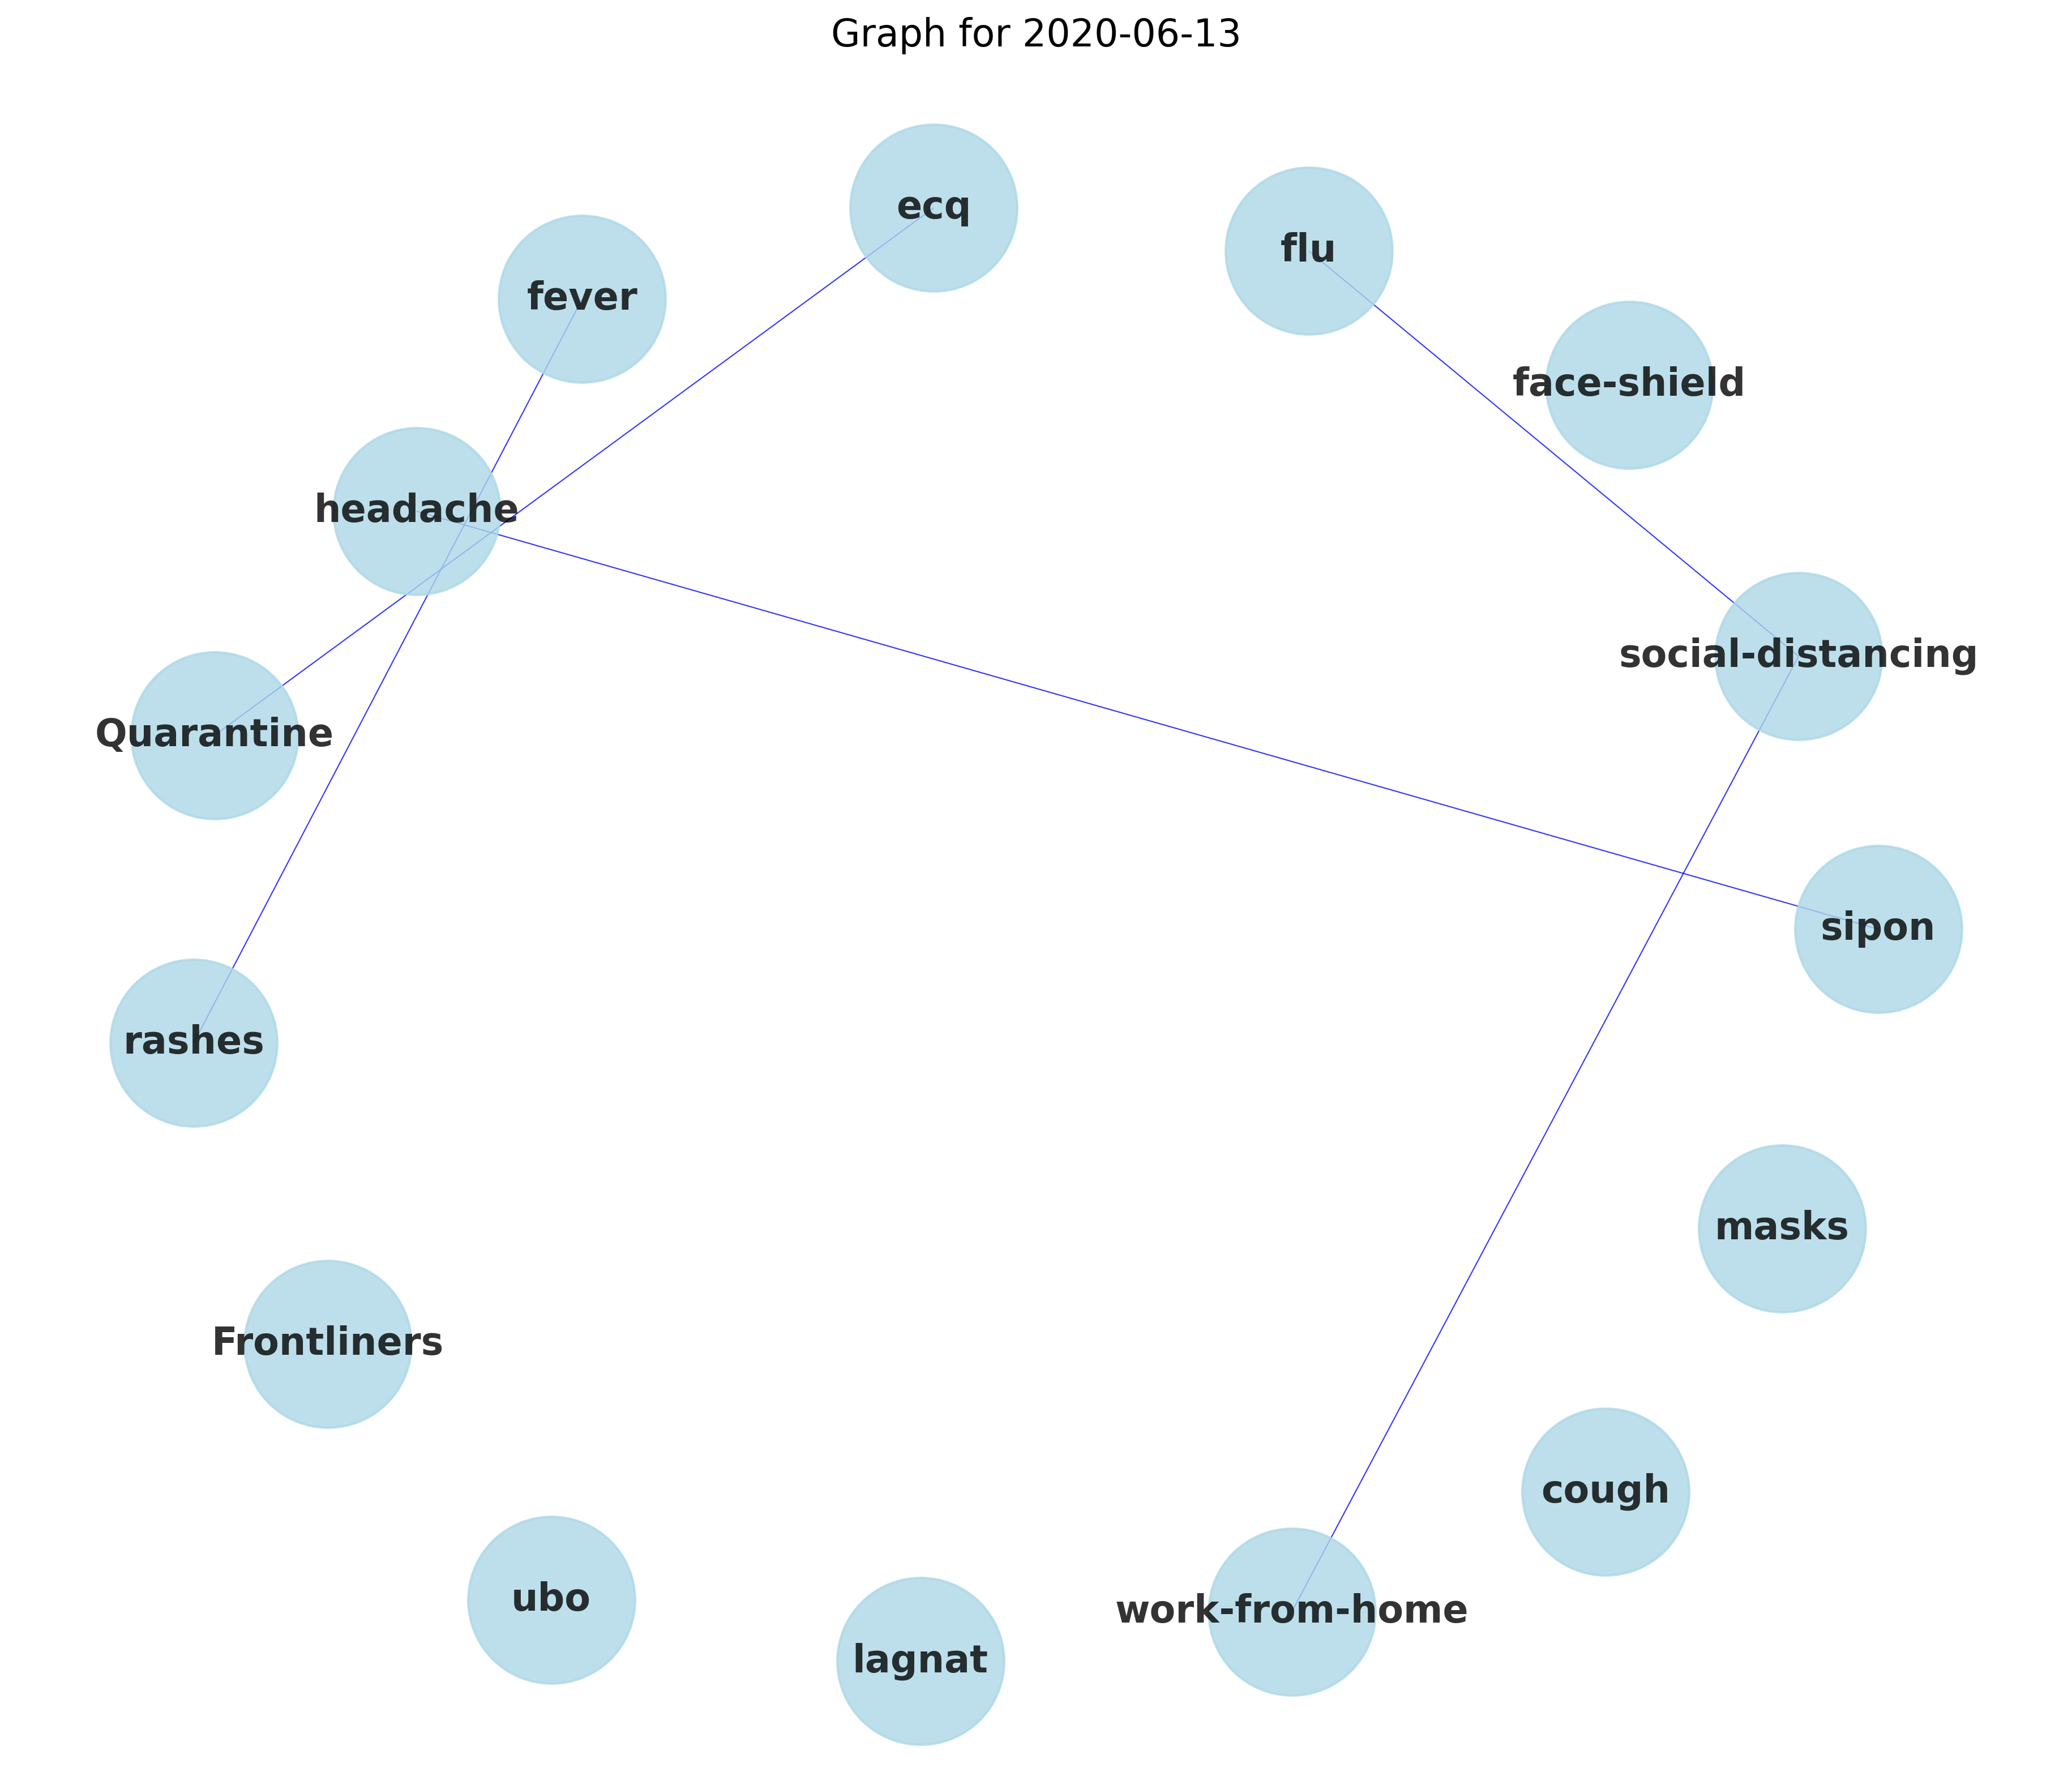 Graph for 2020-06-13
ecq
flu
fever
face-shield
headache
social-distancing
Quarantine
sipon
rashes
masks
Frontliners
cough
ubo
work-from-home
lagnat